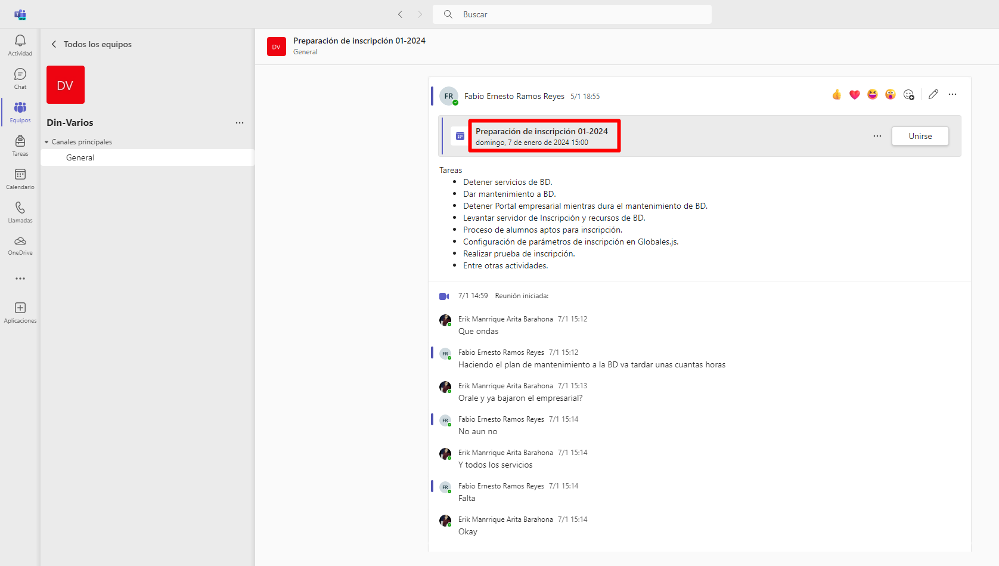 Buscar
Actividad
Chat
Equipos
Tareas
Calendario
Llamadas
OneDrive
Aplicaciones
Todos los equipos
DV
Din-Varios
Canales principales
General
DV
Preparación de inscripción 01-2024
General
FR
Fabio Ernesto Ramos Reyes 5/1 18:55
Preparación de inscripción 01-2024
domingo, 7 de enero de 2024 15:00
Unirse
Tareas
• Detener servicios de BD.
• Dar mantenimiento a BD.
• Detener Portal empresarial mientras dura el mantenimiento de BD.
• Levantar servidor de Inscripción y recursos de BD.
• Proceso de alumnos aptos para inscripción.
• Configuración de parámetros de inscripción en Globales.js.
• Realizar prueba de inscripción.
• Entre otras actividades.
7/1 14:59 Reunión iniciada:
Erik Manrrique Arita Barahona 7/1 15:12
Que ondas
FR Fabio Ernesto Ramos Reyes 7/1 15:12
Haciendo el plan de mantenimiento a la BD va tardar unas cuantas horas
Erik Manrrique Arita Barahona 7/1 15:13
Orale y ya bajaron el empresarial?
FR Fabio Ernesto Ramos Reyes 7/1 15:14
No aun no
Erik Manrrique Arita Barahona 7/1 15:14
Y todos los servicios
FR Fabio Ernesto Ramos Reyes 7/1 15:14
Falta
Erik Manrrique Arita Barahona 7/1 15:14
Okay